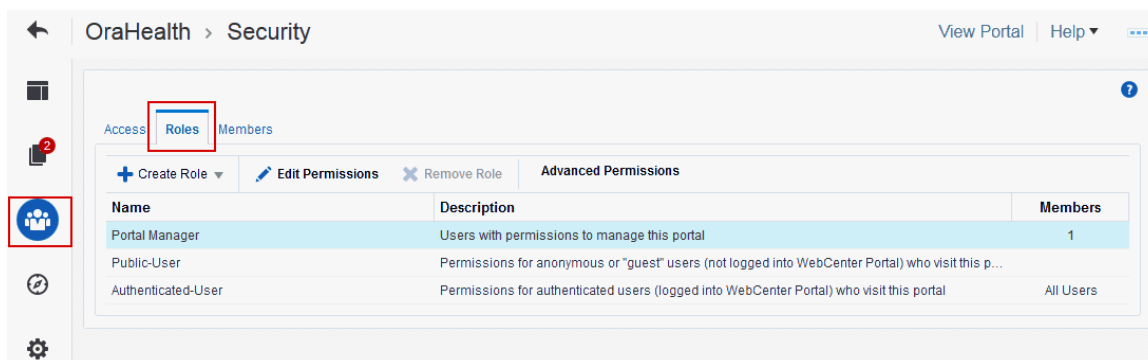 OraHealth > Security
View Portal
Help
Access
Roles
Members
2
Create Role
Edit Permissions
Remove Role
Advanced Permissions
Name Description Members
Portal Manager Users with permissions to manage this portal 1
Public-User Permissions for anonymous or "guest" users (not logged into WebCenter Portal) who visit this p...
Authenticated-User Permissions for authenticated users (logged into WebCenter Portal) who visit this portal All Users